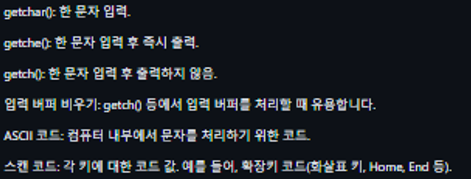 getchar(): 한 문자 입력.
getche(): 한 문자 입력 후 즉시 출력.
getch(): 한 문자 입력 후 출력하지 않음.
입력 버퍼 비우기: getch() 등에서 입력 버퍼를 처리할 때 유용합니다.
ASCII 코드: 컴퓨터 내부에서 문자를 처리하기 위한 코드.
스캔 코드: 각 키에 대한 코드 값. 예를 들어, 확장키 코드(화살표 키, Home, End 등).